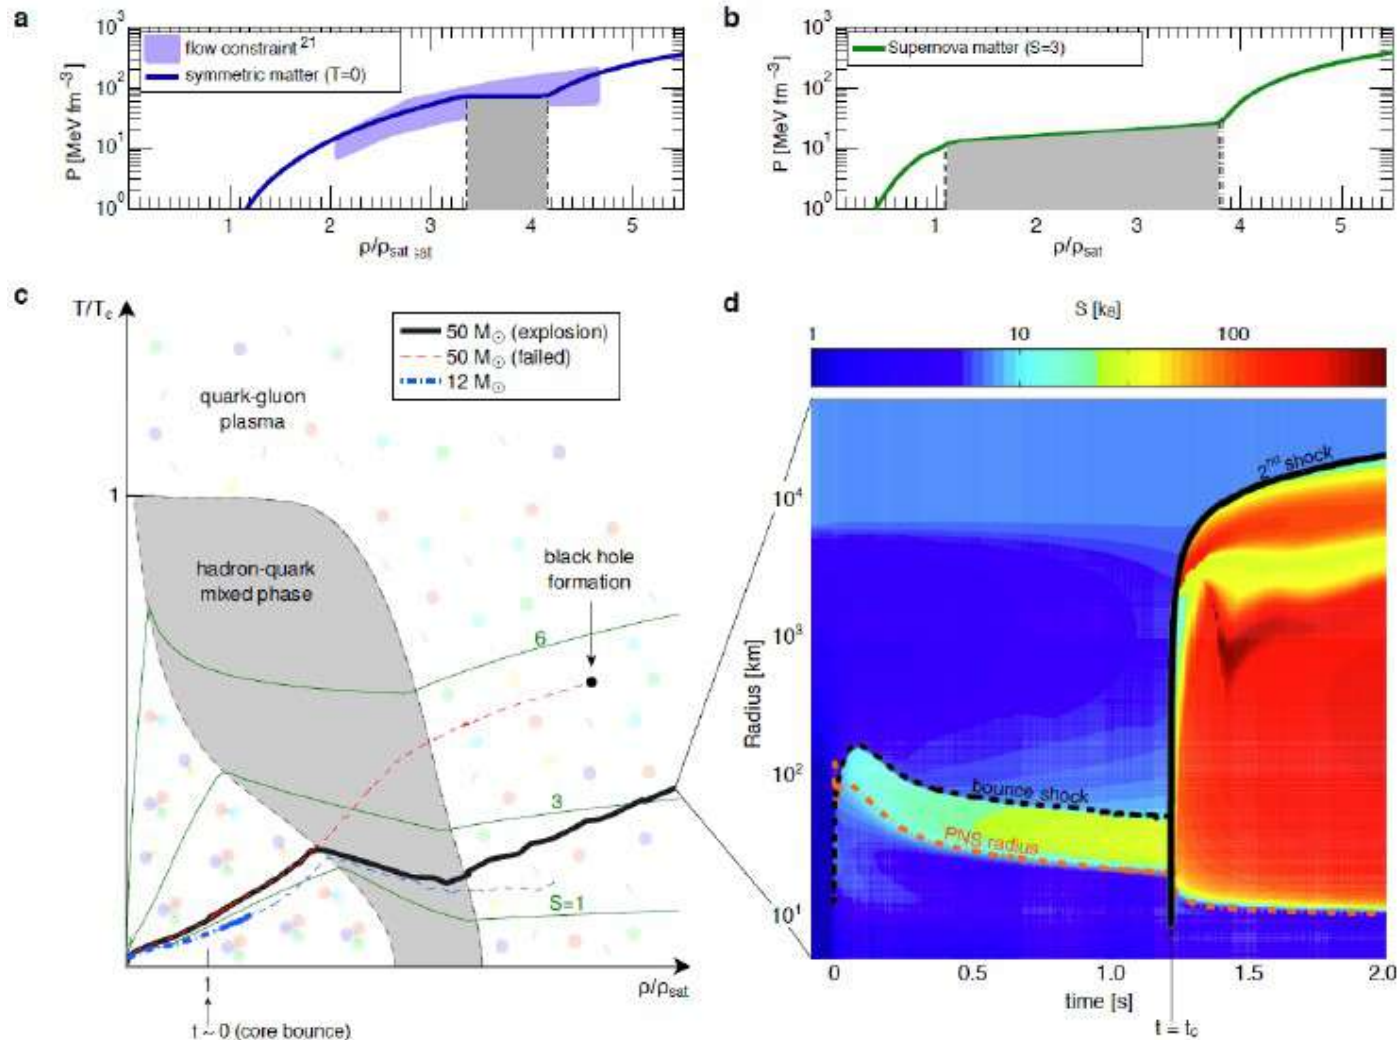 a
10³
10²
10¹
10⁰
P [MeV fm⁻³]
flow constraint ²¹
symmetric matter (T=0)
1
2
3
4
5
ρ/ρsat
b
10³
10²
10¹
10⁰
P [MeV fm⁻³]
Supernova matter (S=3)
1
2
3
4
5
ρ/ρsat
c
T/Tc
50 M☉ (explosion)
50 M☉ (failed)
12 M☉
quark-gluon
plasma
1
hadron-quark
mixed phase
black hole
formation
6
3
S=1
1
ρ/ρsat
t ~ 0 (core bounce)
d
S [kB]
1
10
100
2nd shock
10⁴
10³
10²
10¹
Radius [km]
bounce shock
PNS radius
0
0.5
1.0
1.5
2.0
time [s]
t = tc